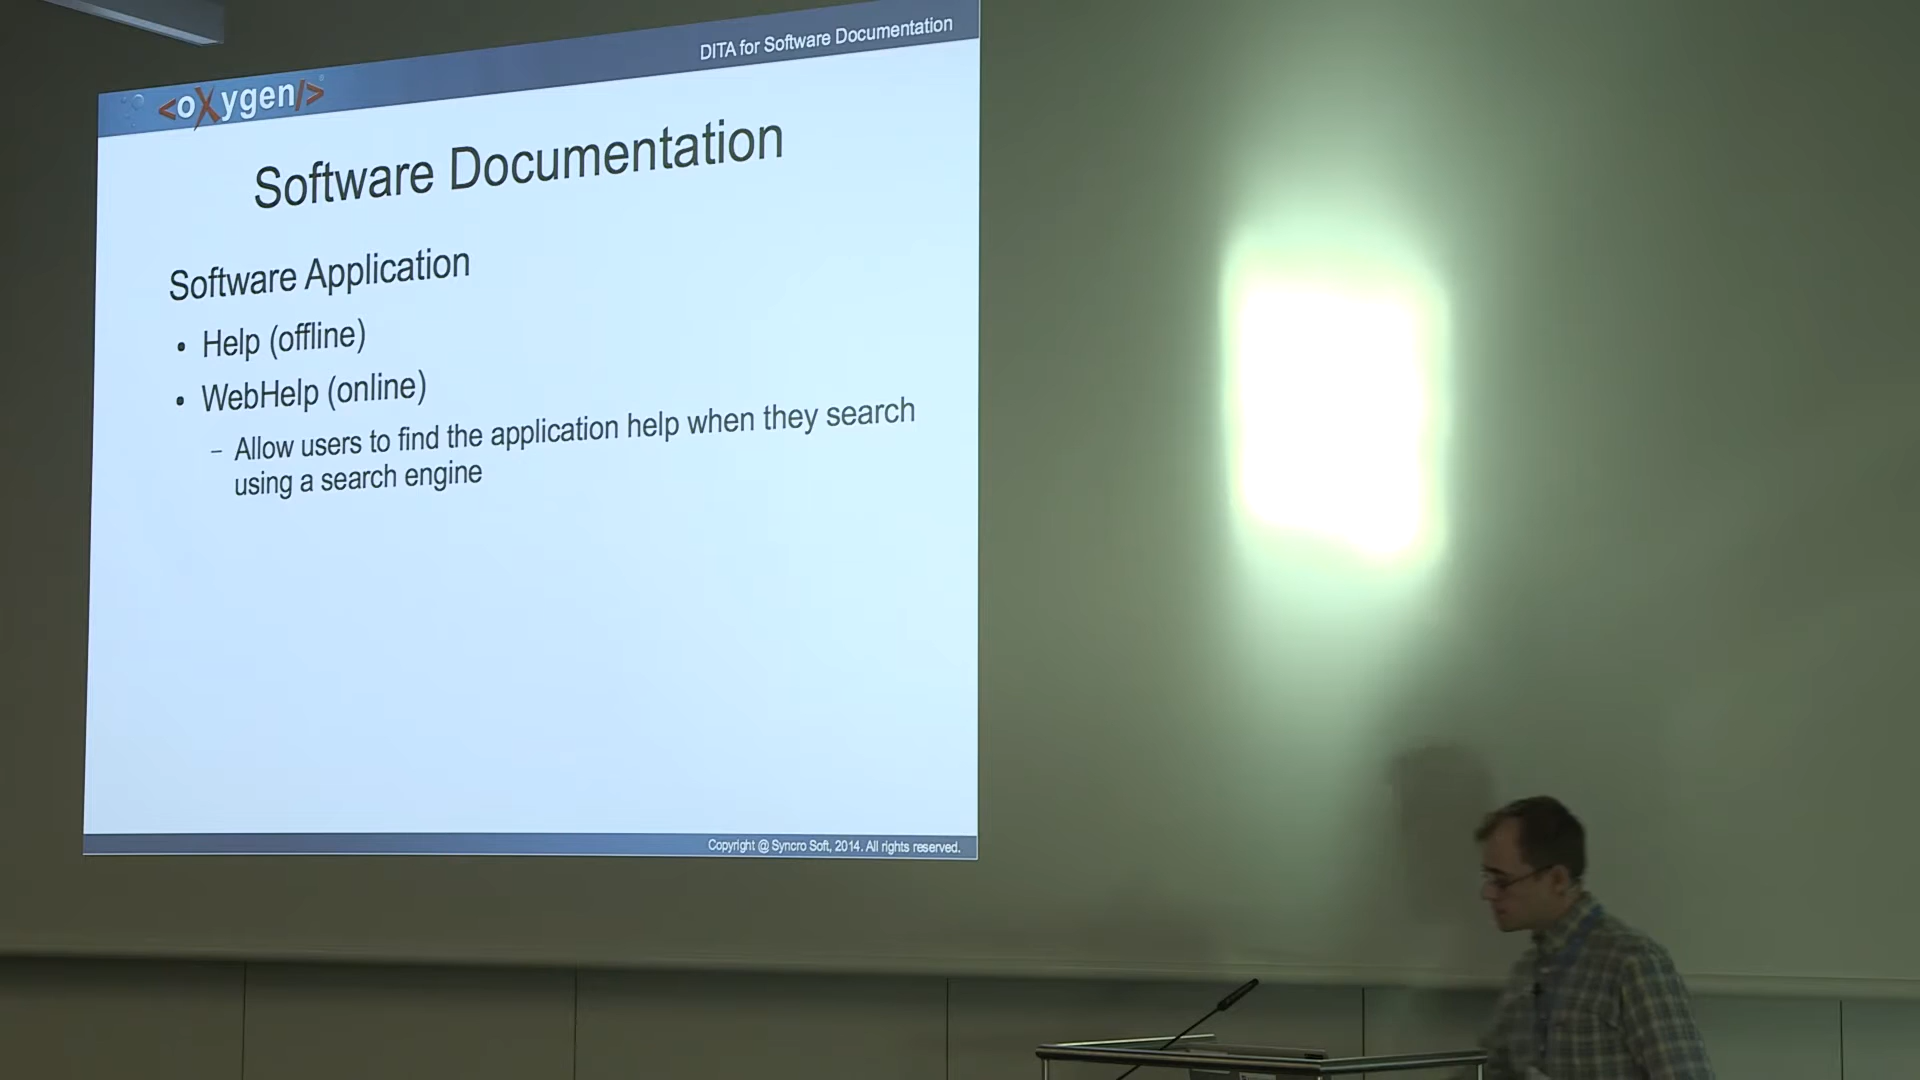 DITA for Software Documentation
<oXygen/>
Software Documentation
Software Application
• Help (offline)
• WebHelp (online)
– Allow users to find the application help when they search
using a search engine
Copyright @ Syncro Soft, 2014. All rights reserved.